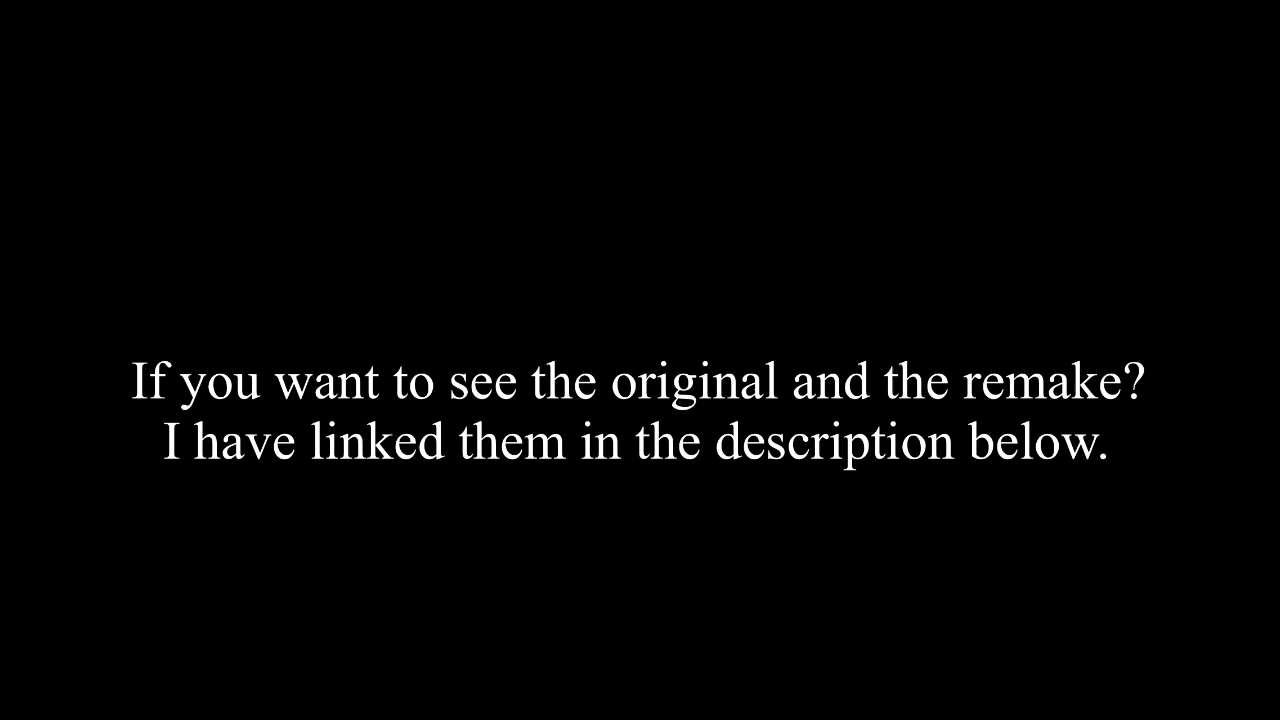 If you want to see the original and the remake?
I have linked them in the description below.